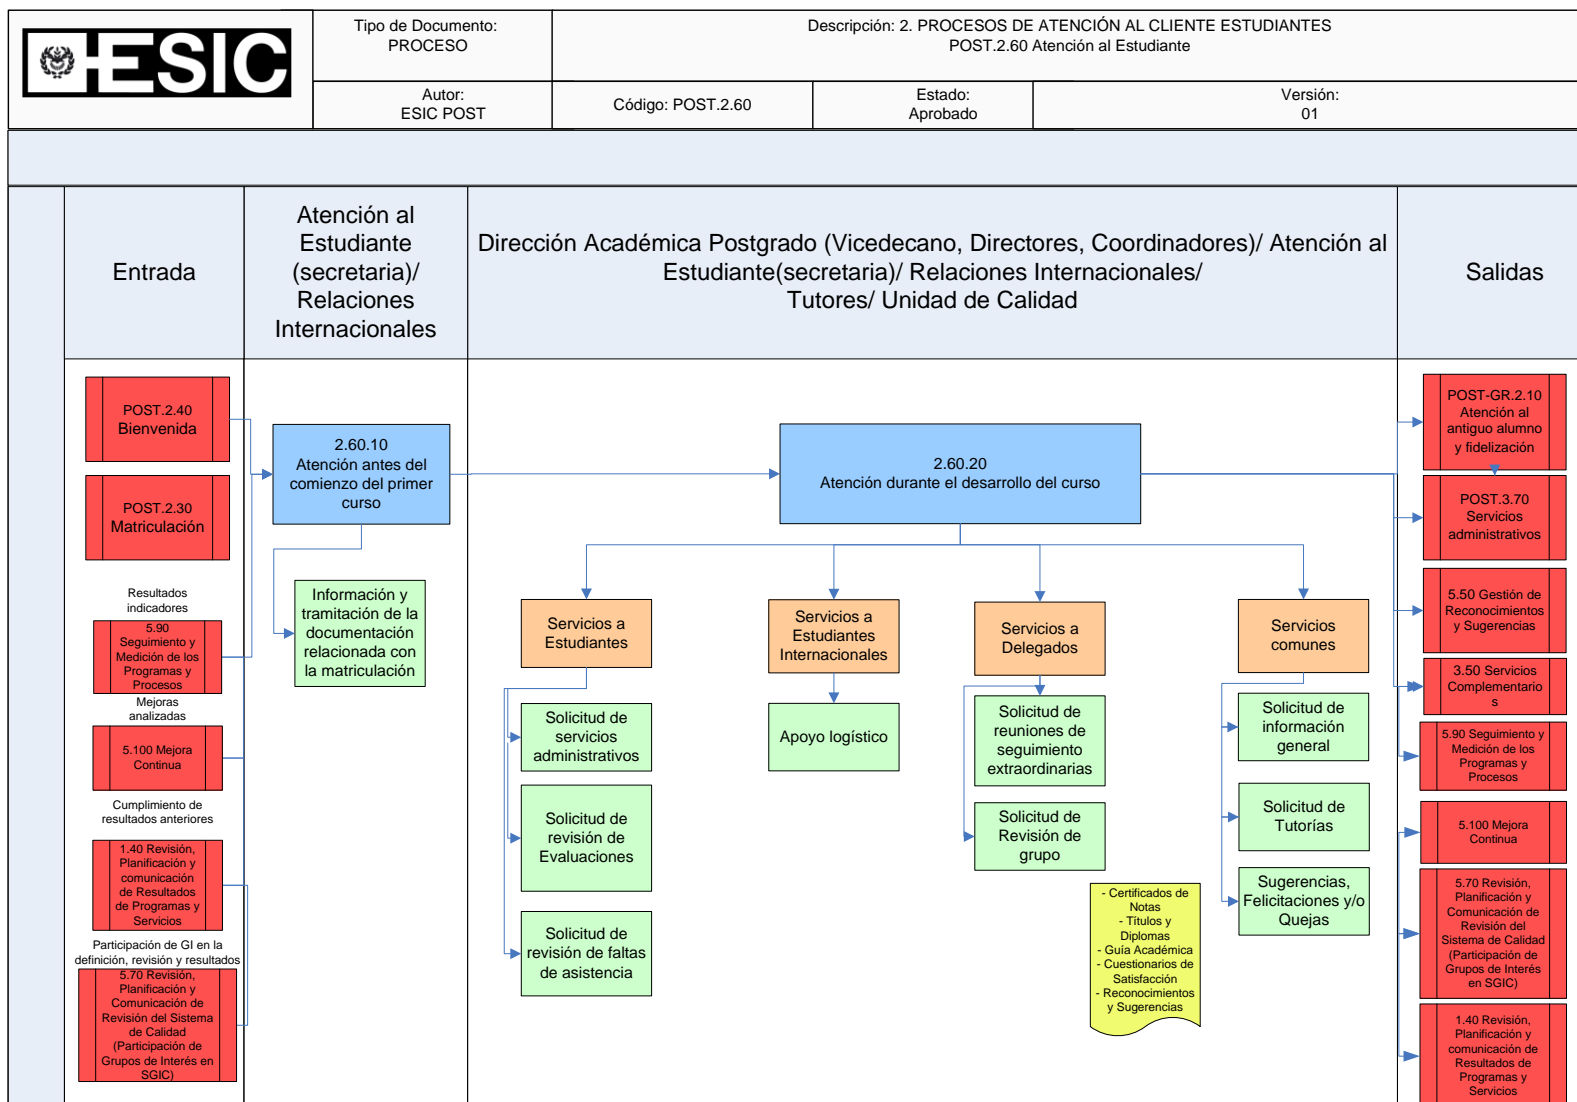 ESIC
Tipo de Documento:
PROCESO
Descripción: 2. PROCESOS DE ATENCIÓN AL CLIENTE ESTUDIANTES
POST.2.60 Atención al Estudiante
Autor:
ESIC POST
Código: POST.2.60
Estado:
Aprobado
Versión:
01
Entrada
Atención al
Estudiante
(secretaria)/
Relaciones
Internacionales
Dirección Académica Postgrado (Vicedecano, Directores, Coordinadores)/ Atención al
Estudiante(secretaria)/ Relaciones Internacionales/
Tutores/ Unidad de Calidad
Salidas
POST.2.40
Bienvenida
POST.2.30
Matriculación
Resultados
indicadores
5.90
Seguimiento y
Medición de los
Programas y
Procesos
Mejoras
analizadas
5.100 Mejora
Continua
Cumplimiento de
resultados anteriores
1.40 Revisión,
Planificación y
comunicación
de Resultados
de Programas y
Servicios
Participación de GI en la
definición, revisión y resultados
5.70 Revisión,
Planificación y
Comunicación de
Revisión del Sistema
de Calidad
(Participación de
Grupos de Interés en
SGIC)
2.60.10
Atención antes del
comienzo del primer
curso
Información y
tramitación de la
documentación
relacionada con
la matriculación
2.60.20
Atención durante el desarrollo del curso
Servicios a
Estudiantes
Solicitud de
servicios
administrativos
Solicitud de
revisión de
Evaluaciones
Solicitud de
revisión de faltas
de asistencia
Servicios a
Estudiantes
Internacionales
Apoyo logístico
Servicios a
Delegados
Solicitud de
reuniones de
seguimiento
extraordinarias
Solicitud de
Revisión de
grupo
- Certificados de
Notas
- Títulos y
Diplomas
- Guía Académica
- Cuestionarios de
Satisfacción
- Reconocimientos
y Sugerencias
Servicios
comunes
Solicitud de
información
general
Solicitud de
Tutorías
Sugerencias,
Felicitaciones y/o
Quejas
POST-GR.2.10
Atención al
antiguo alumno
y fidelización
POST.3.70
Servicios
administrativos
5.50 Gestión de
Reconocimientos
y Sugerencias
3.50 Servicios
Complementario
s
5.90 Seguimiento y
Medición de los
Programas y
Procesos
5.100 Mejora
Continua
5.70 Revisión,
Planificación y
Comunicación de
Revisión del
Sistema de Calidad
(Participación de
Grupos de Interés
en SGIC)
1.40 Revisión,
Planificación y
comunicación de
Resultados de
Programas y
Servicios